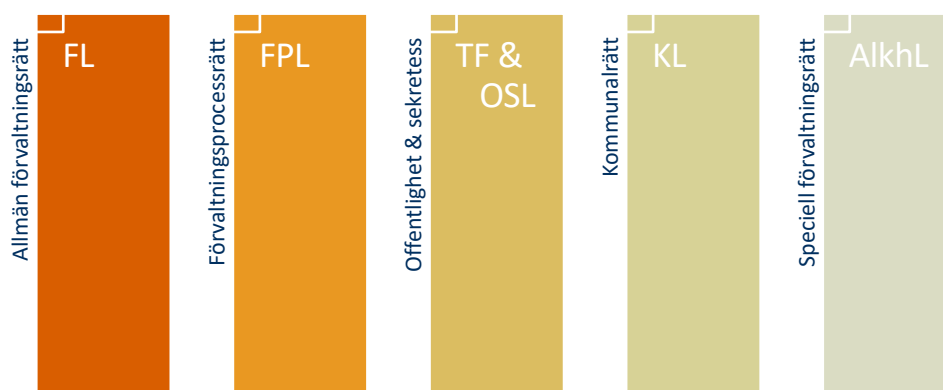 Allmän förvaltningsrätt
FL
Förvaltningsprocessrätt
FPL
Offentlighet & sekretess
TF &
OSL
Kommunalrätt
KL
Speciell förvaltningsrätt
AlkhL